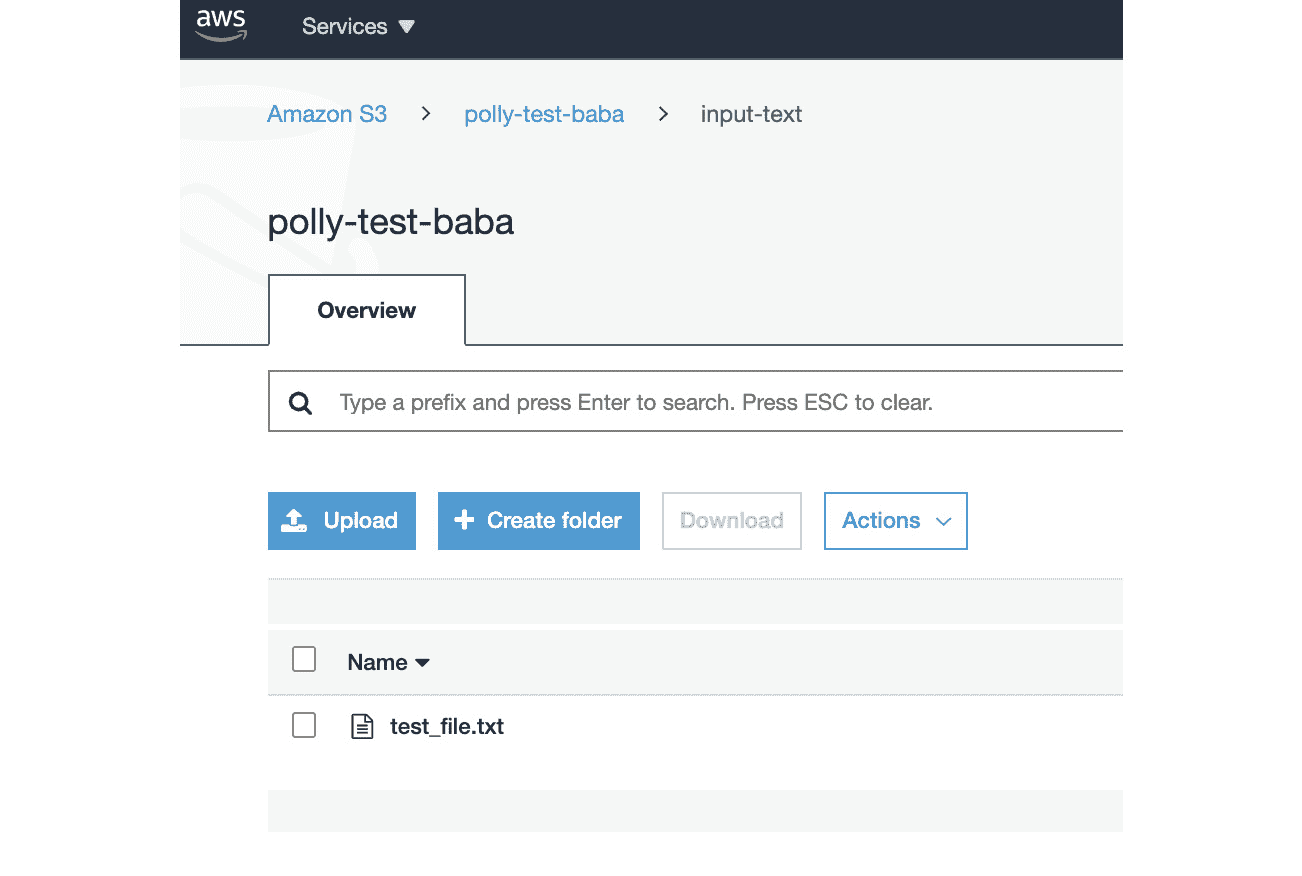 aws Services
Amazon S3 > polly-test-baba > input-text
polly-test-baba
Overview
Type a prefix and press Enter to search. Press ESC to clear.
Upload + Create folder Download Actions
Name
test_file.txt